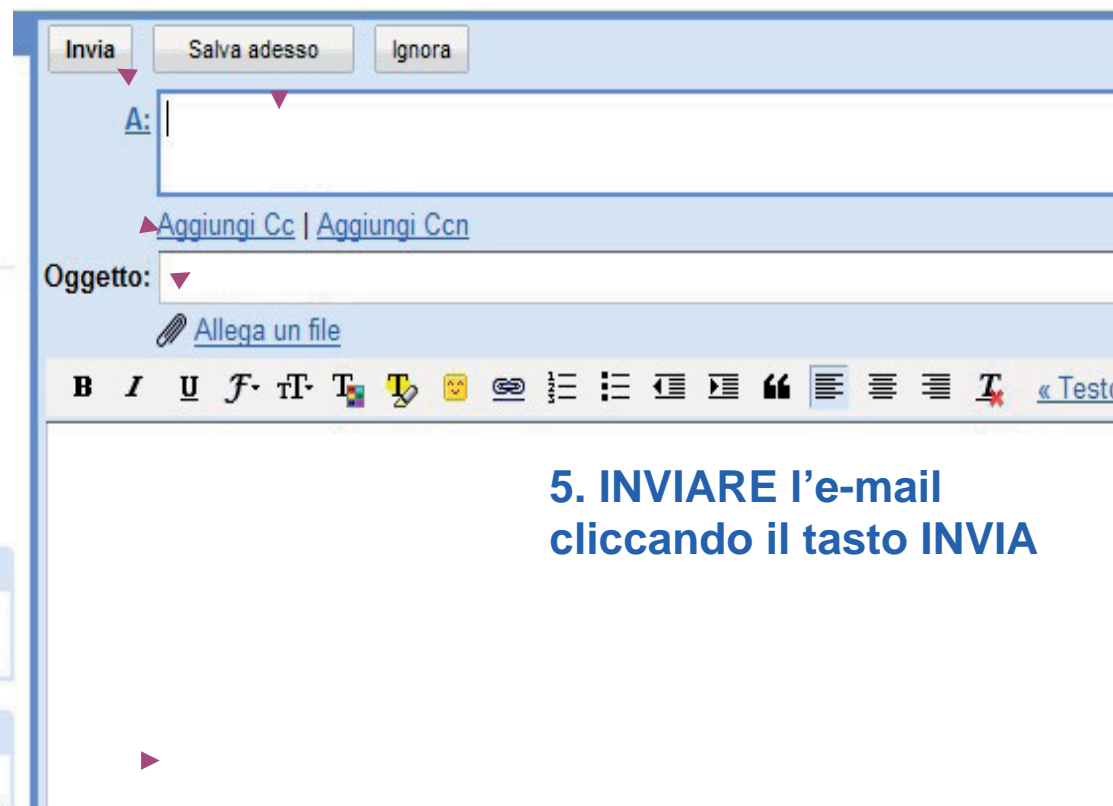 Invia Salva adesso Ignora
A:
Aggiungi Cc | Aggiungi Ccn
Oggetto:
Allega un file
B I U F TT T T « Testo
5. INVIARE l’e-mail
cliccando il tasto INVIA